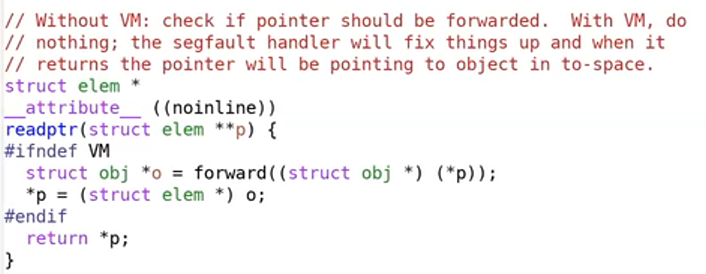 // Without VM: check if pointer should be forwarded.  With VM, do
// nothing; the segfault handler will fix things up and when it
// returns the pointer will be pointing to object in to-space.
struct elem *
__attribute__ ((noinline))
readptr(struct elem **p) {
#ifndef VM
  struct obj *o = forward((struct obj *) (*p));
  *p = (struct elem *) o;
#endif
  return *p;
}